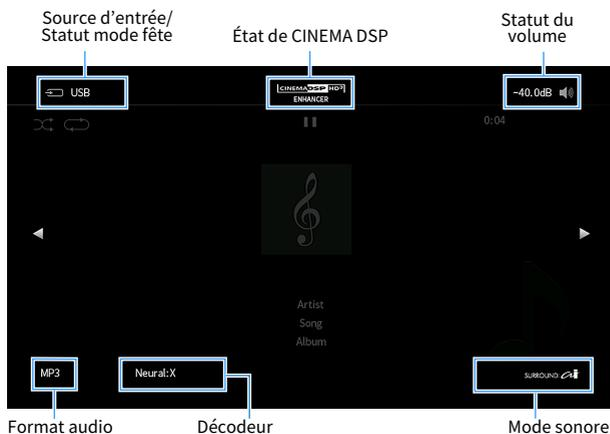 Source d'entrée/
Statut mode fête
État de CINEMA DSP
Statut du
volume
USB
CINEMA DSP HD³
ENHANCER
-40.0dB
0:04
Artist
Song
Album
MP3
Neural:X
SURROUND:AI
Format audio
Décodeur
Mode sonore